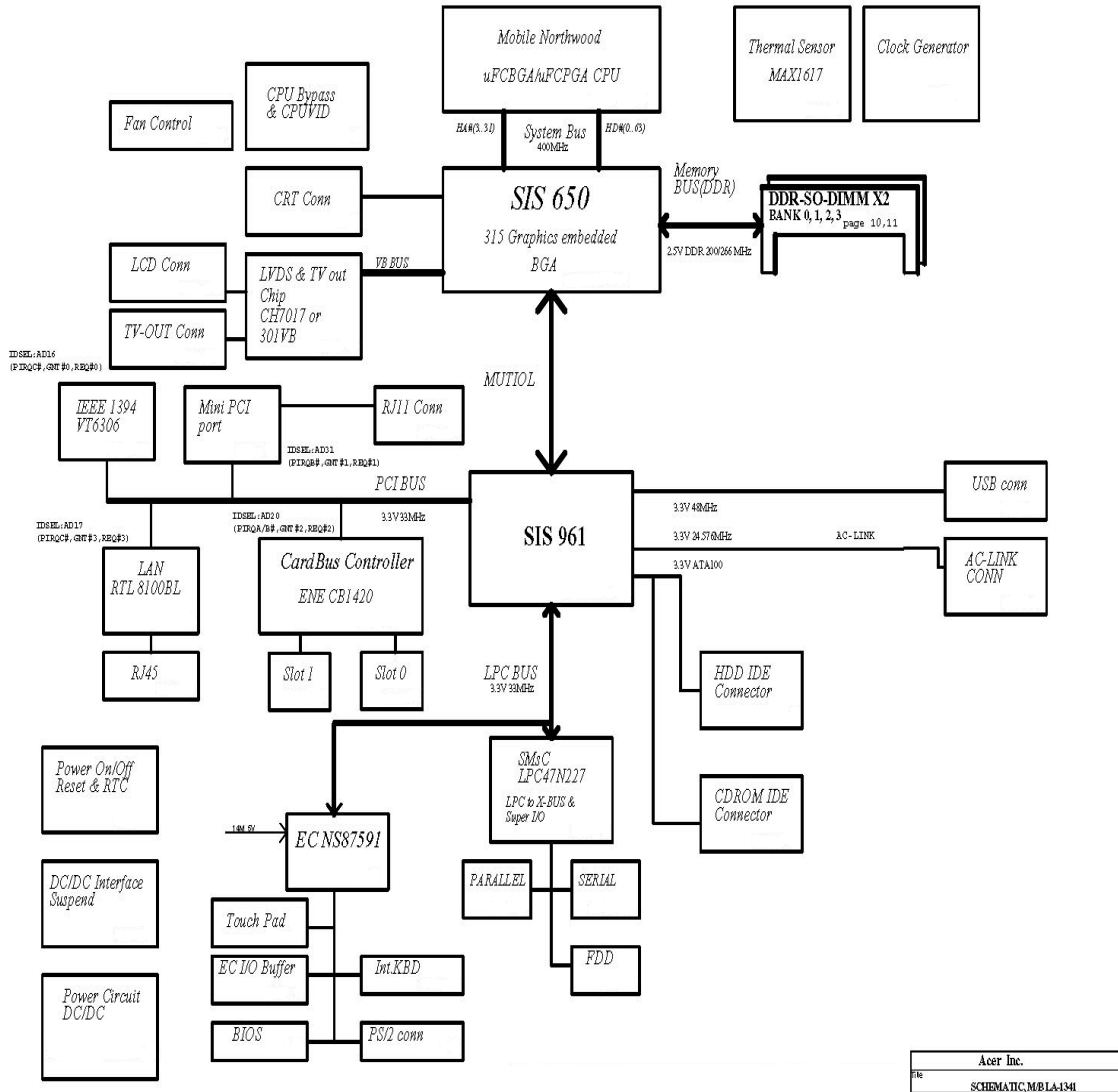 Mobile Northwood
uFCBGA/uFCPGA CPU
Thermal Sensor
MAX1617
Clock Generator
CPU Bypass
& CPUVID
Fan Control
HA#(3..31)
System Bus
400MHz
HD#(0..63)
CRT Conn
SIS 650
315 Graphics embedded
BGA
Memory
BUS(DDR)
2.5V DDR 200/266 MHz
DDR-SO-DIMM X2
BANK 0, 1, 2, 3
page 10,11
LCD Conn
TV-OUT Conn
LVDS & TV out
Chip
CH7017 or
301VB
VB BUS
MUTIOL
IDSEL:AD16
(PIRQC#,GNT#0,REQ#0)
IEEE 1394
VT6306
Mini PCI
port
RJ11 Conn
IDSEL:AD31
(PIRQB#,GNT#1,REQ#1)
PCI BUS
3.3V 33MHz
IDSEL:AD17
(PIRQC#,GNT#3,REQ#3)
IDSEL:AD20
(PIRQA/B#,GNT#2,REQ#2)
SIS 961
3.3V 48MHz
USB conn
3.3V 24.576MHz
AC-LINK
3.3V ATA100
AC-LINK
CONN
LAN
RTL 8100BL
CardBus Controller
ENE CB1420
RJ45
Slot 1
Slot 0
LPC BUS
3.3V 33MHz
HDD IDE
Connector
Power On/Off
Reset & RTC
SMsC
LPC47N227
LPC to X-BUS &
Super I/O
CDROM IDE
Connector
14M 5V
EC NS87591
DC/DC Interface
Suspend
PARALLEL
SERIAL
Touch Pad
EC I/O Buffer
Int.KBD
FDD
Power Circuit
DC/DC
BIOS
PS/2 conn
Acer Inc.
Title
SCHEMATIC, M/B LA-1341